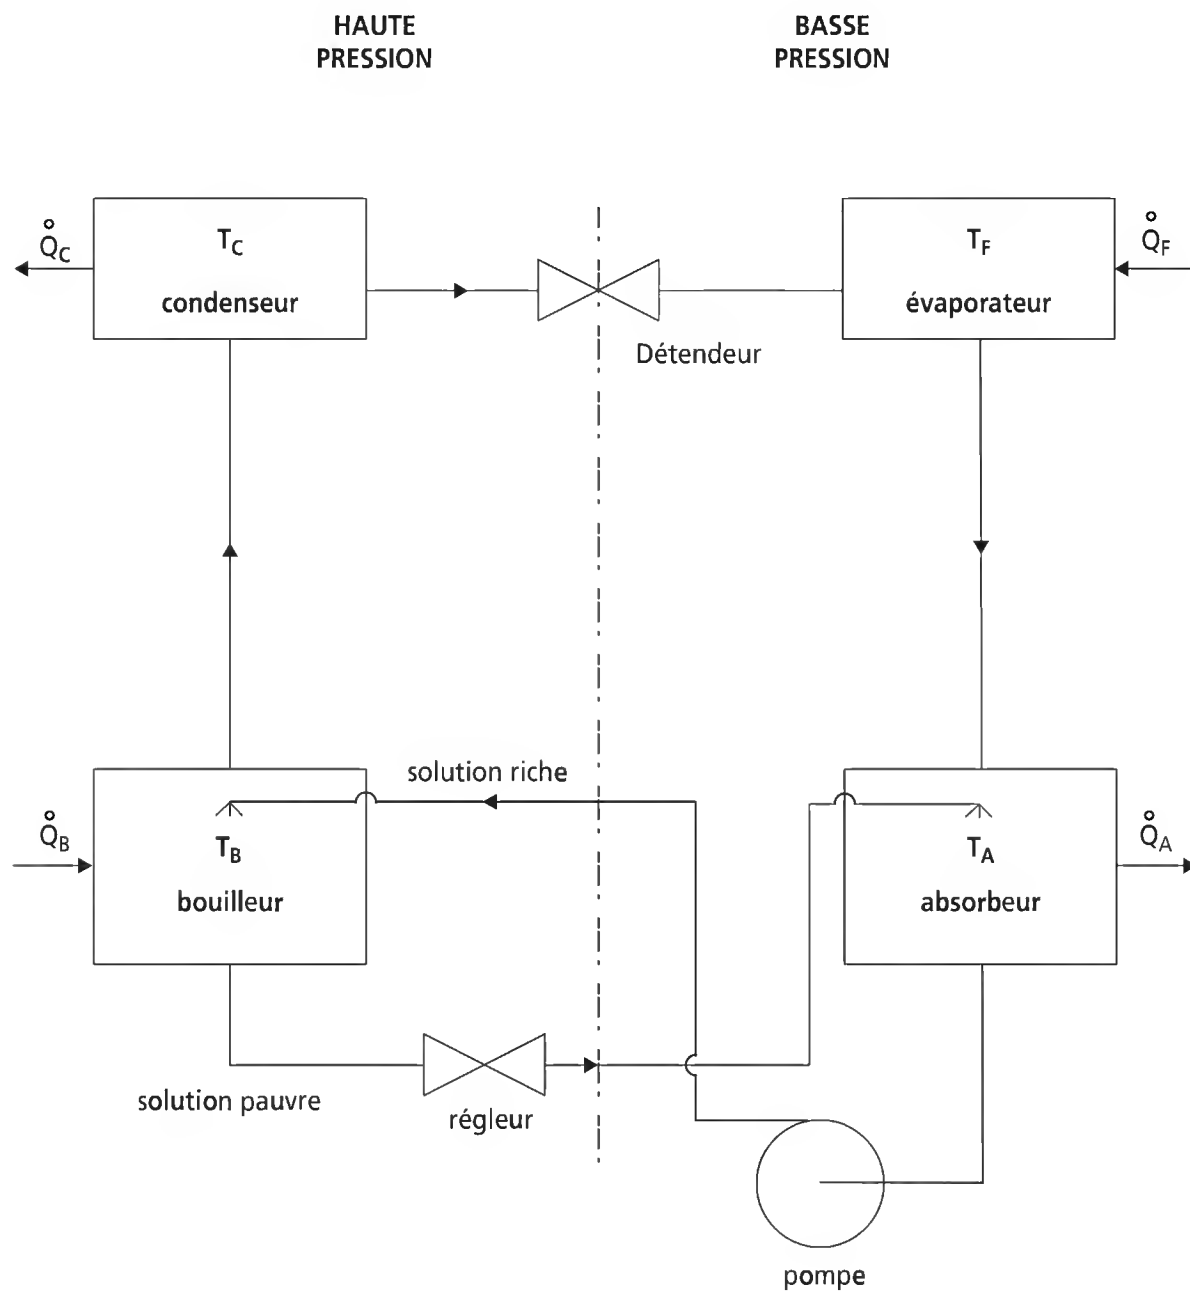 HAUTE
PRESSION
BASSE
PRESSION
Q̊C
TC
condenseur
TF
évaporateur
Q̊F
Détendeur
solution riche
Q̊B
TB
bouilleur
TA
absorbeur
Q̊A
solution pauvre
régleur
pompe